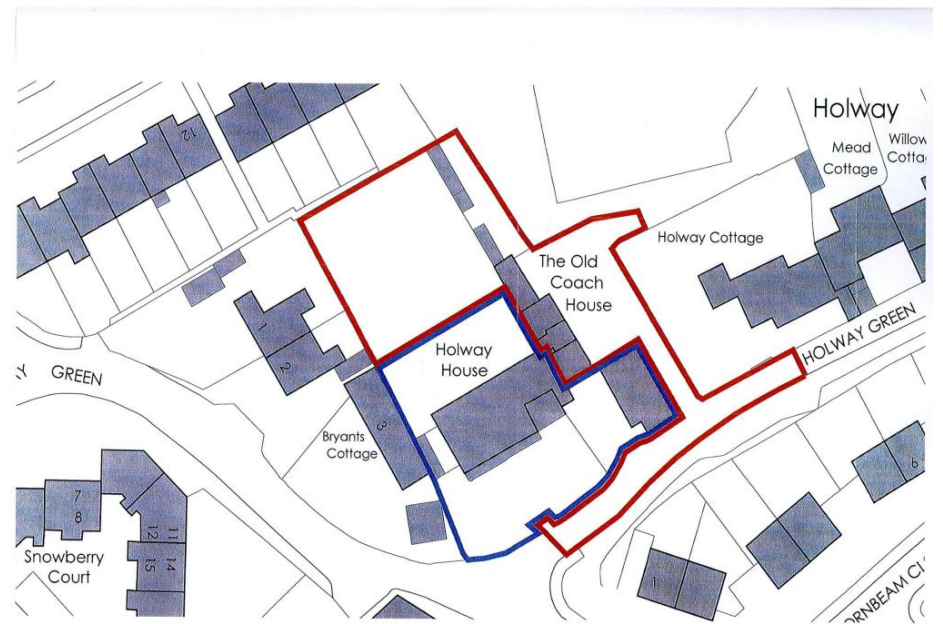 Holway
Mead
Cottage
Willow
Holway Cottage
The Old
Coach
House
HOLWAY GREEN
12
1
2
3
Holway
House
GREEN
Bryants
Cottage
7
8
11
12
14
15
Snowberry
Court
1
6